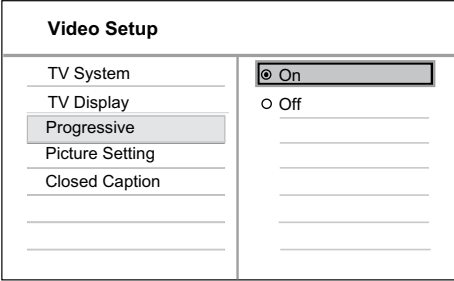 Video Setup
TV System
TV Display
Progressive
Picture Setting
Closed Caption
On
Off